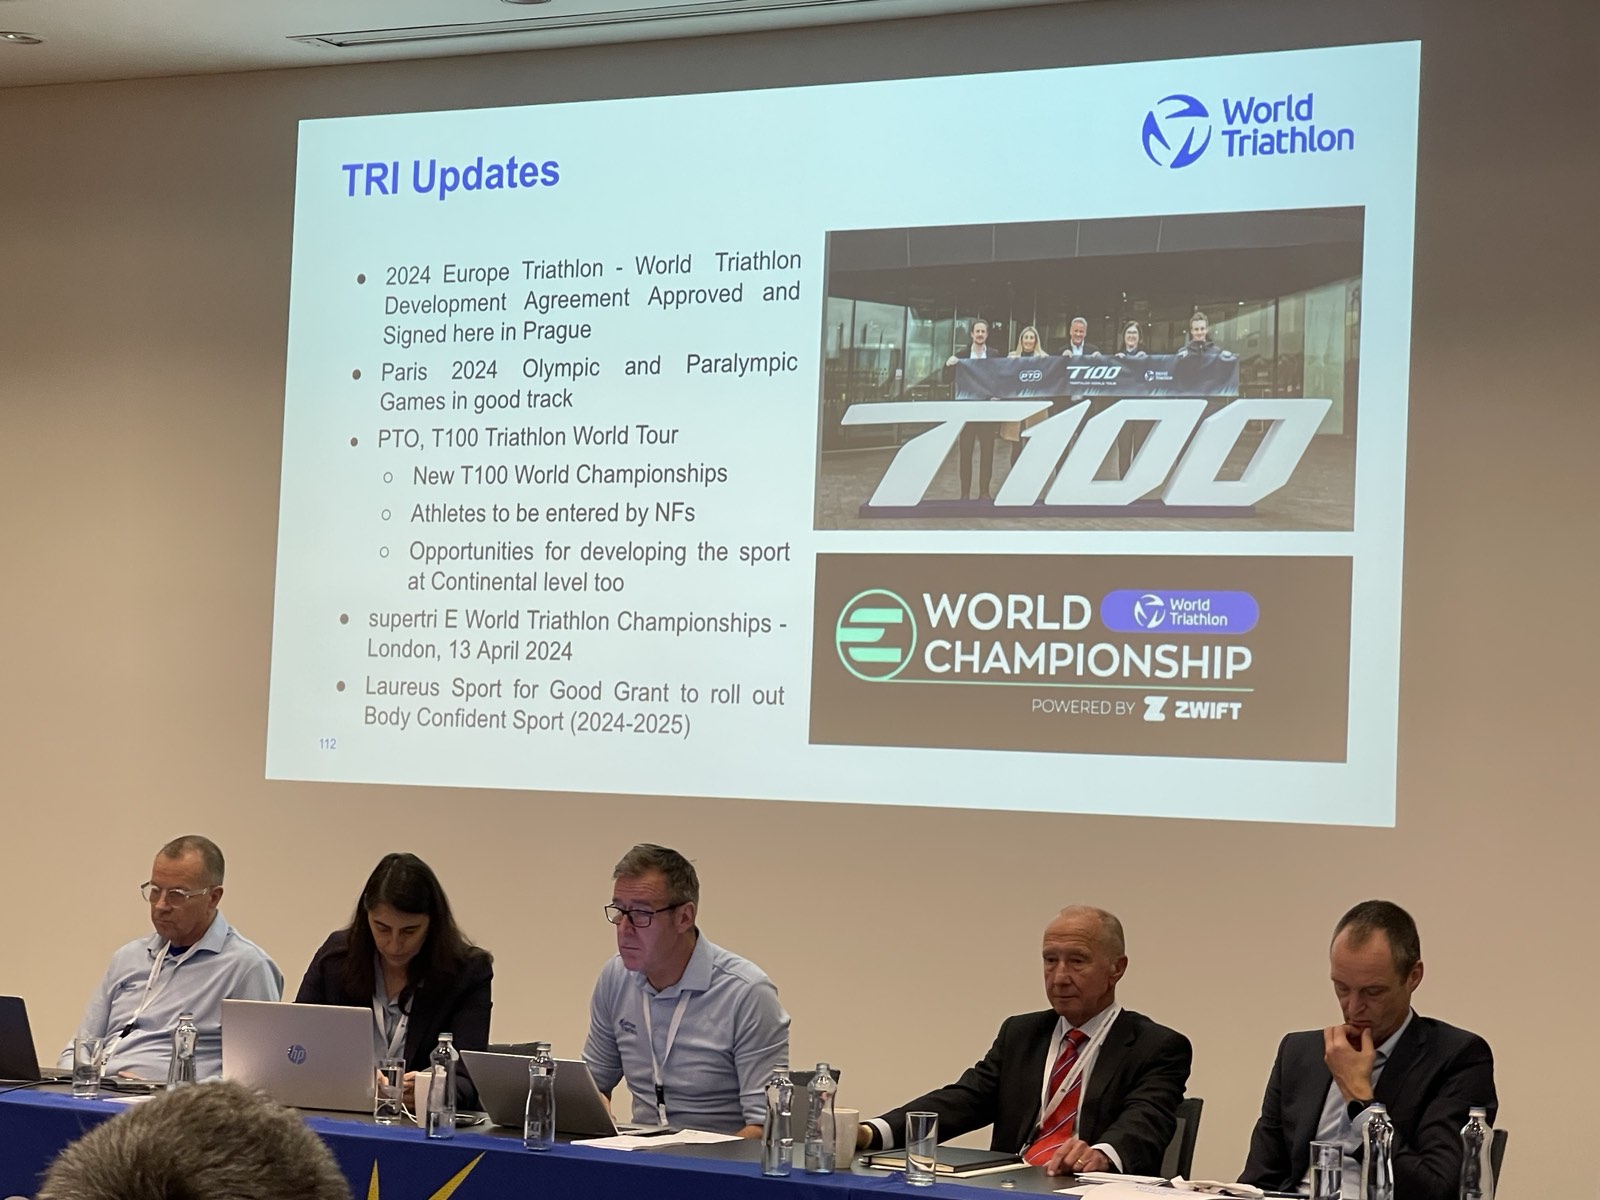 World
Triathlon
TRI Updates
• 2024 Europe Triathlon - World Triathlon
Development Agreement Approved and
Signed here in Prague
• Paris 2024 Olympic and Paralympic
Games in good track
• PTO, T100 Triathlon World Tour
○ New T100 World Championships
○ Athletes to be entered by NFs
○ Opportunities for developing the sport
at Continental level too
• supertri E World Triathlon Championships -
London, 13 April 2024
• Laureus Sport for Good Grant to roll out
Body Confident Sport (2024-2025)
112
PTO
T100
T100
WORLD
World
Triathlon
CHAMPIONSHIP
POWERED BY ZWIFT
hp